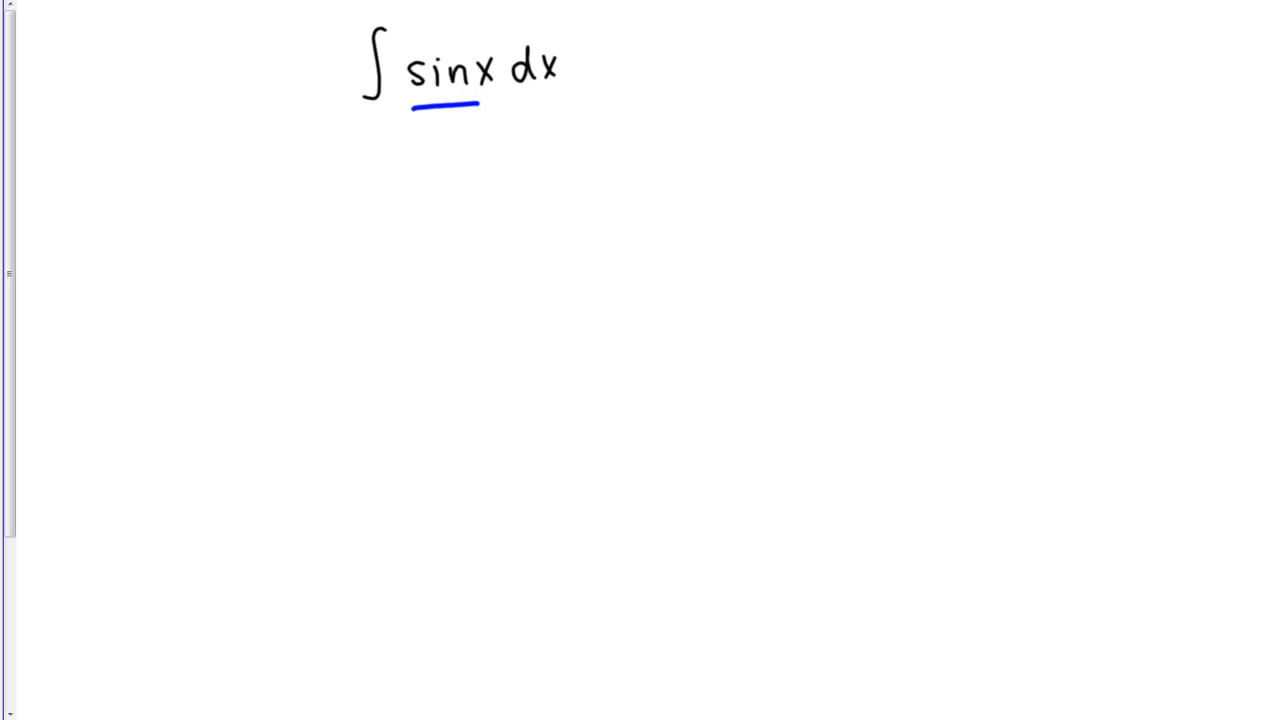 ∫ sinx dx